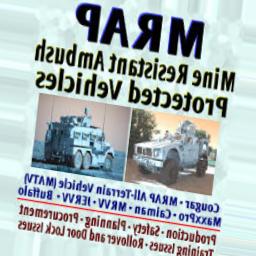 MRAP
Mine Resistant Ambush
Protected Vehicles
Cougar • MRAP All-Terrain Vehicle (MATV)
MaxxPro • Caiman • MRVV • JERVV • Buffalo
Production • Safety • Planning • Procurement
Training Issues • Rollover and Door Lock Issues